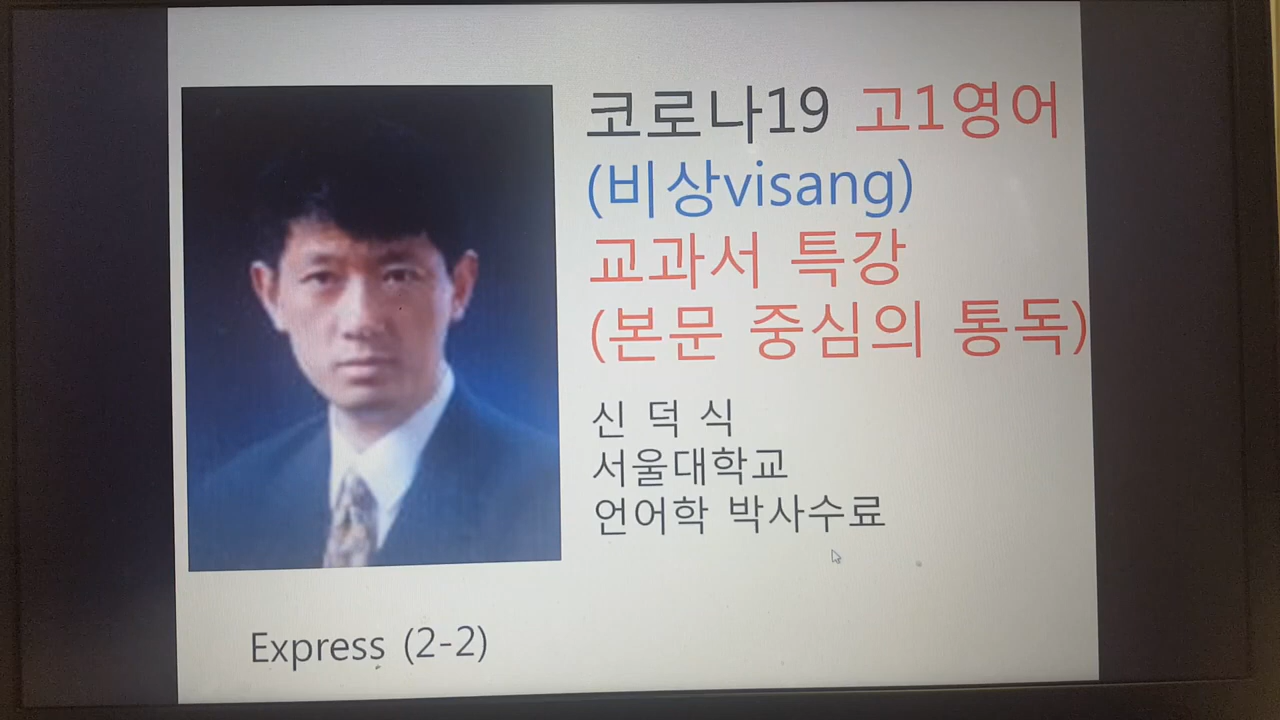 코로나19 고1영어
(비상visang)
교과서 특강
(본문 중심의 통독)
신 덕 식
서울대학교
언어학 박사수료
Express (2-2)